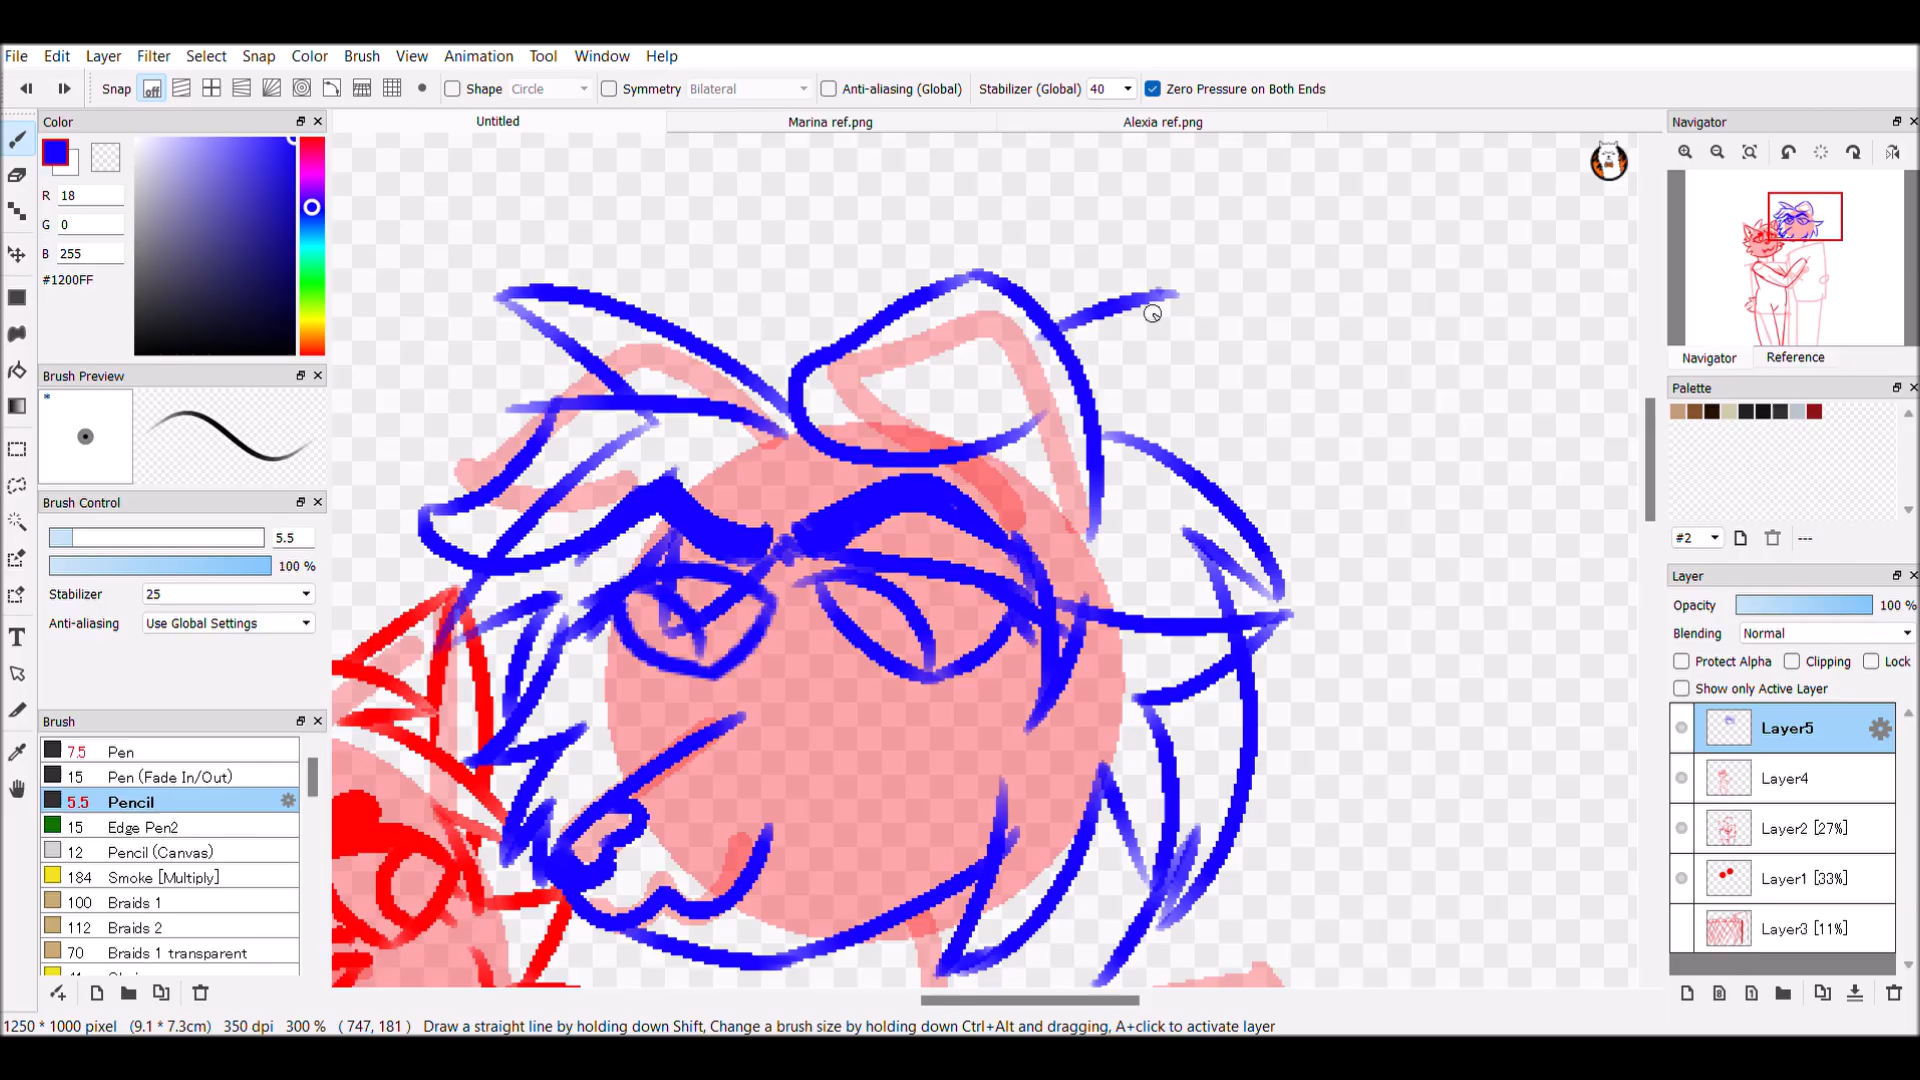 File Edit Layer Filter Select Snap Color Brush View Animation Tool Window Help
Snap off Shape Circle Symmetry Bilateral Anti-aliasing (Global) Stabilizer (Global) 40 Zero Pressure on Both Ends
Color
Untitled Marina ref.png Alexia ref.png
Navigator
R 18
G 0
B 255
#1200FF
Navigator Reference
Brush Preview
Palette
Brush Control
5.5
100 %
#2 ---
Stabilizer 25
Anti-aliasing Use Global Settings
Layer
Opacity 100 %
Blending Normal
Protect Alpha Clipping Lock
Show only Active Layer
Brush
7.5 Pen
15 Pen (Fade In/Out)
5.5 Pencil
15 Edge Pen2
12 Pencil (Canvas)
184 Smoke [Multiply]
100 Braids 1
112 Braids 2
70 Braids 1 transparent
Layer5
Layer4
Layer2 [27%]
Layer1 [33%]
Layer3 [11%]
1250 * 1000 pixel (9.1 * 7.3cm) 350 dpi 300 % ( 747, 181 ) Draw a straight line by holding down Shift, Change a brush size by holding down Ctrl+Alt and dragging, A+click to activate layer